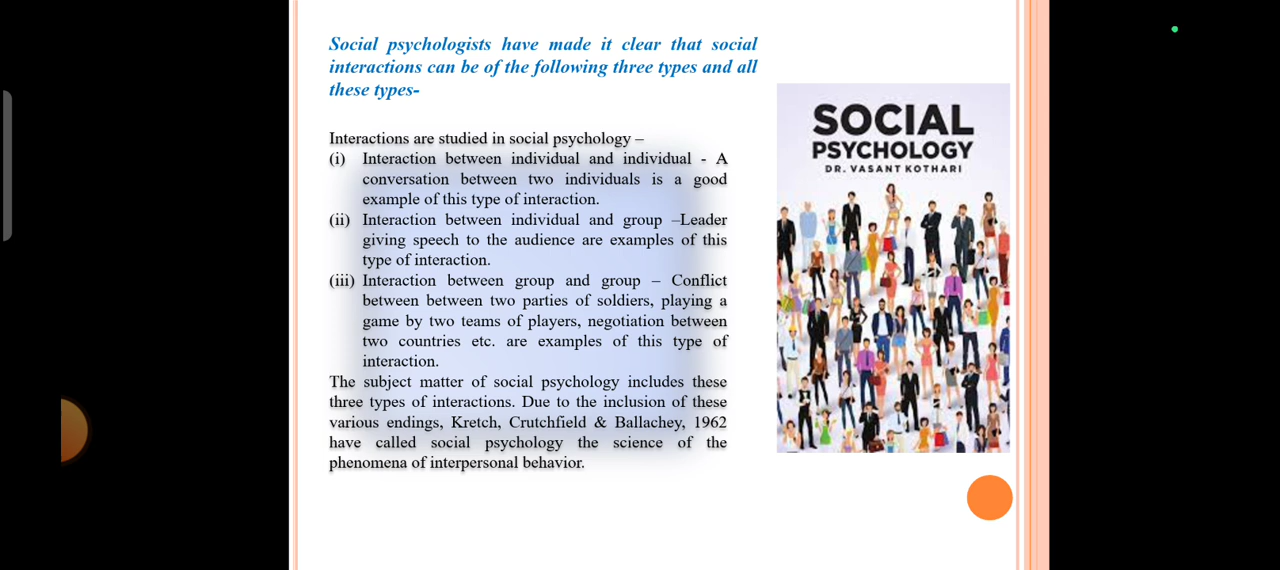 Social psychologists have made it clear that social
interactions can be of the following three types and all
these types-
Interactions are studied in social psychology –
(i) Interaction between individual and individual - A
conversation between two individuals is a good
example of this type of interaction.
(ii) Interaction between individual and group –Leader
giving speech to the audience are examples of this
type of interaction.
(iii) Interaction between group and group – Conflict
between between two parties of soldiers, playing a
game by two teams of players, negotiation between
two countries etc. are examples of this type of
interaction.
The subject matter of social psychology includes these
three types of interactions. Due to the inclusion of these
various endings, Kretch, Crutchfield & Ballachey, 1962
have called social psychology the science of the
phenomena of interpersonal behavior.
SOCIAL
PSYCHOLOGY
DR. VASANT KOTHARI